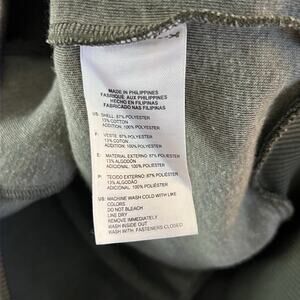 MADE IN PHILIPPINES
FABRIQUE AUX PHILIPPINES
HECHO EN FILIPINAS
FABRICADO NAS FILIPINAS
US: SHELL: 87% POLYESTER
13% COTTON
ADDITION: 100% POLYESTER
F: VESTE: 87% POLYESTER
13% COTON
ADDITION: 100% POLYESTER
E: MATERIAL EXTERNO: 87% POLIESTER
13% ALGODON
ADICIONAL: 100% POLIESTER
P: TECIDO EXTERNO: 87% POLIESTER
13% ALGODAO
ADICIONAL: 100% POLIESTER
US: MACHINE WASH COLD WITH LIKE
COLORS
DO NOT BLEACH
LINE DRY
REMOVE IMMEDIATELY
WASH INSIDE OUT
WASH WITH FASTENERS CLOSED